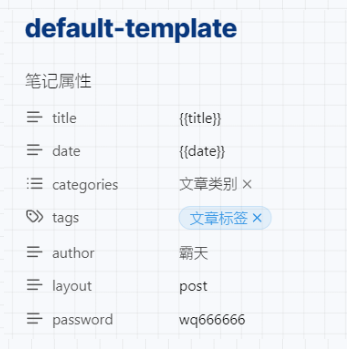 default-template
笔记属性
title {{title}}
date {{date}}
categories 文章类别 ×
tags 文章标签 ×
author 霸天
layout post
password wq666666